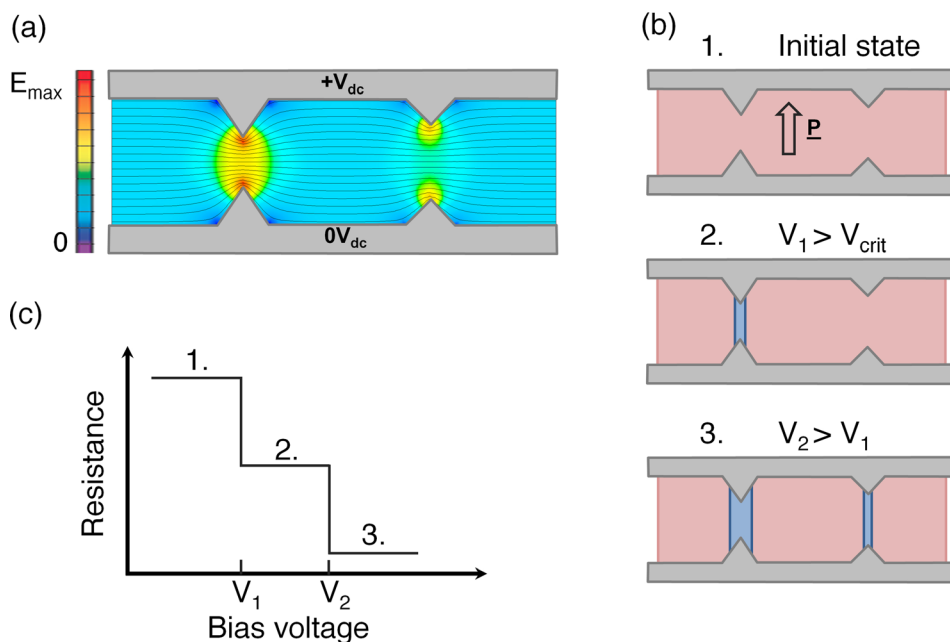 (a)
E_max
0
+V_dc
0V_dc
(b)
1. Initial state
P
2. V_1 > V_crit
3. V_2 > V_1
(c)
Resistance
1.
2.
3.
V_1 V_2
Bias voltage